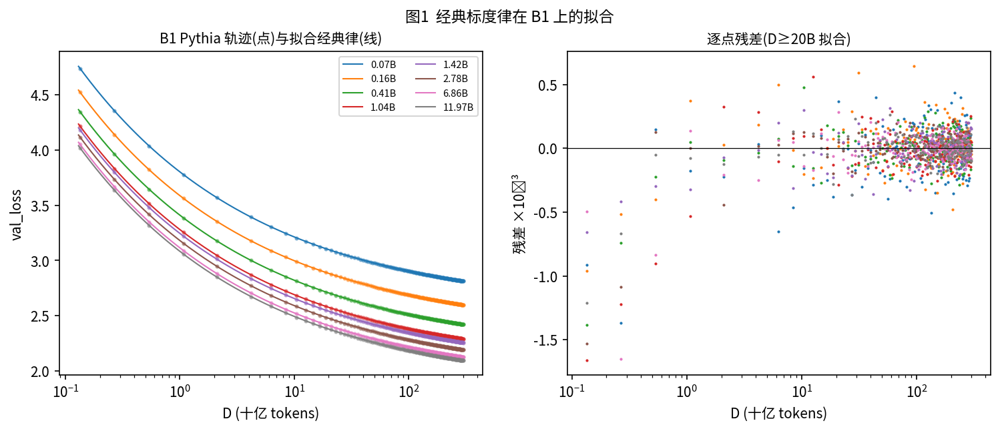 图1 经典标度律在 B1 上的拟合
B1 Pythia 轨迹(点)与拟合经典律(线)
0.07B
0.16B
0.41B
1.04B
1.42B
2.78B
6.86B
11.97B
val_loss
4.5
4.0
3.5
3.0
2.5
2.0
10⁻¹
10⁰
10¹
10²
D (十亿 tokens)
逐点残差(D≥20B 拟合)
残差 ×10☒³
0.5
0.0
-0.5
-1.0
-1.5
10⁻¹
10⁰
10¹
10²
D (十亿 tokens)